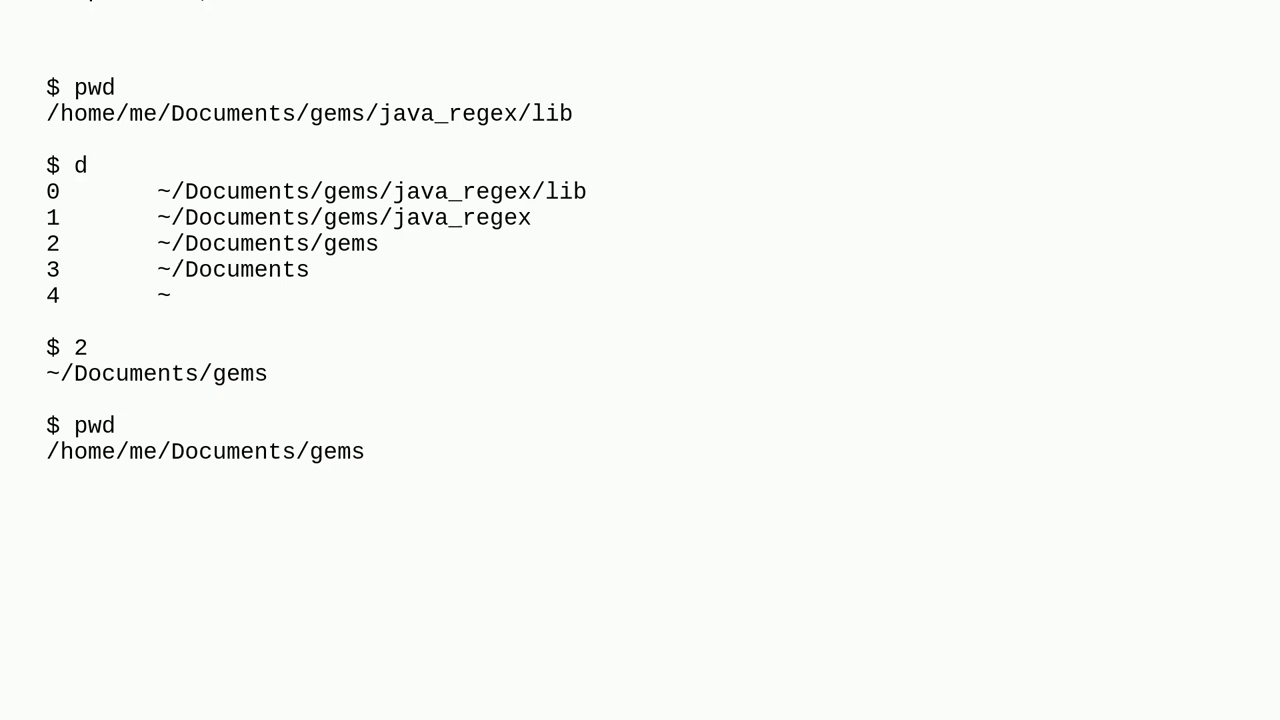 $ pwd
/home/me/Documents/gems/java_regex/lib
$ d
0 ~/Documents/gems/java_regex/lib
1 ~/Documents/gems/java_regex
2 ~/Documents/gems
3 ~/Documents
4 ~
$ 2
~/Documents/gems
$ pwd
/home/me/Documents/gems